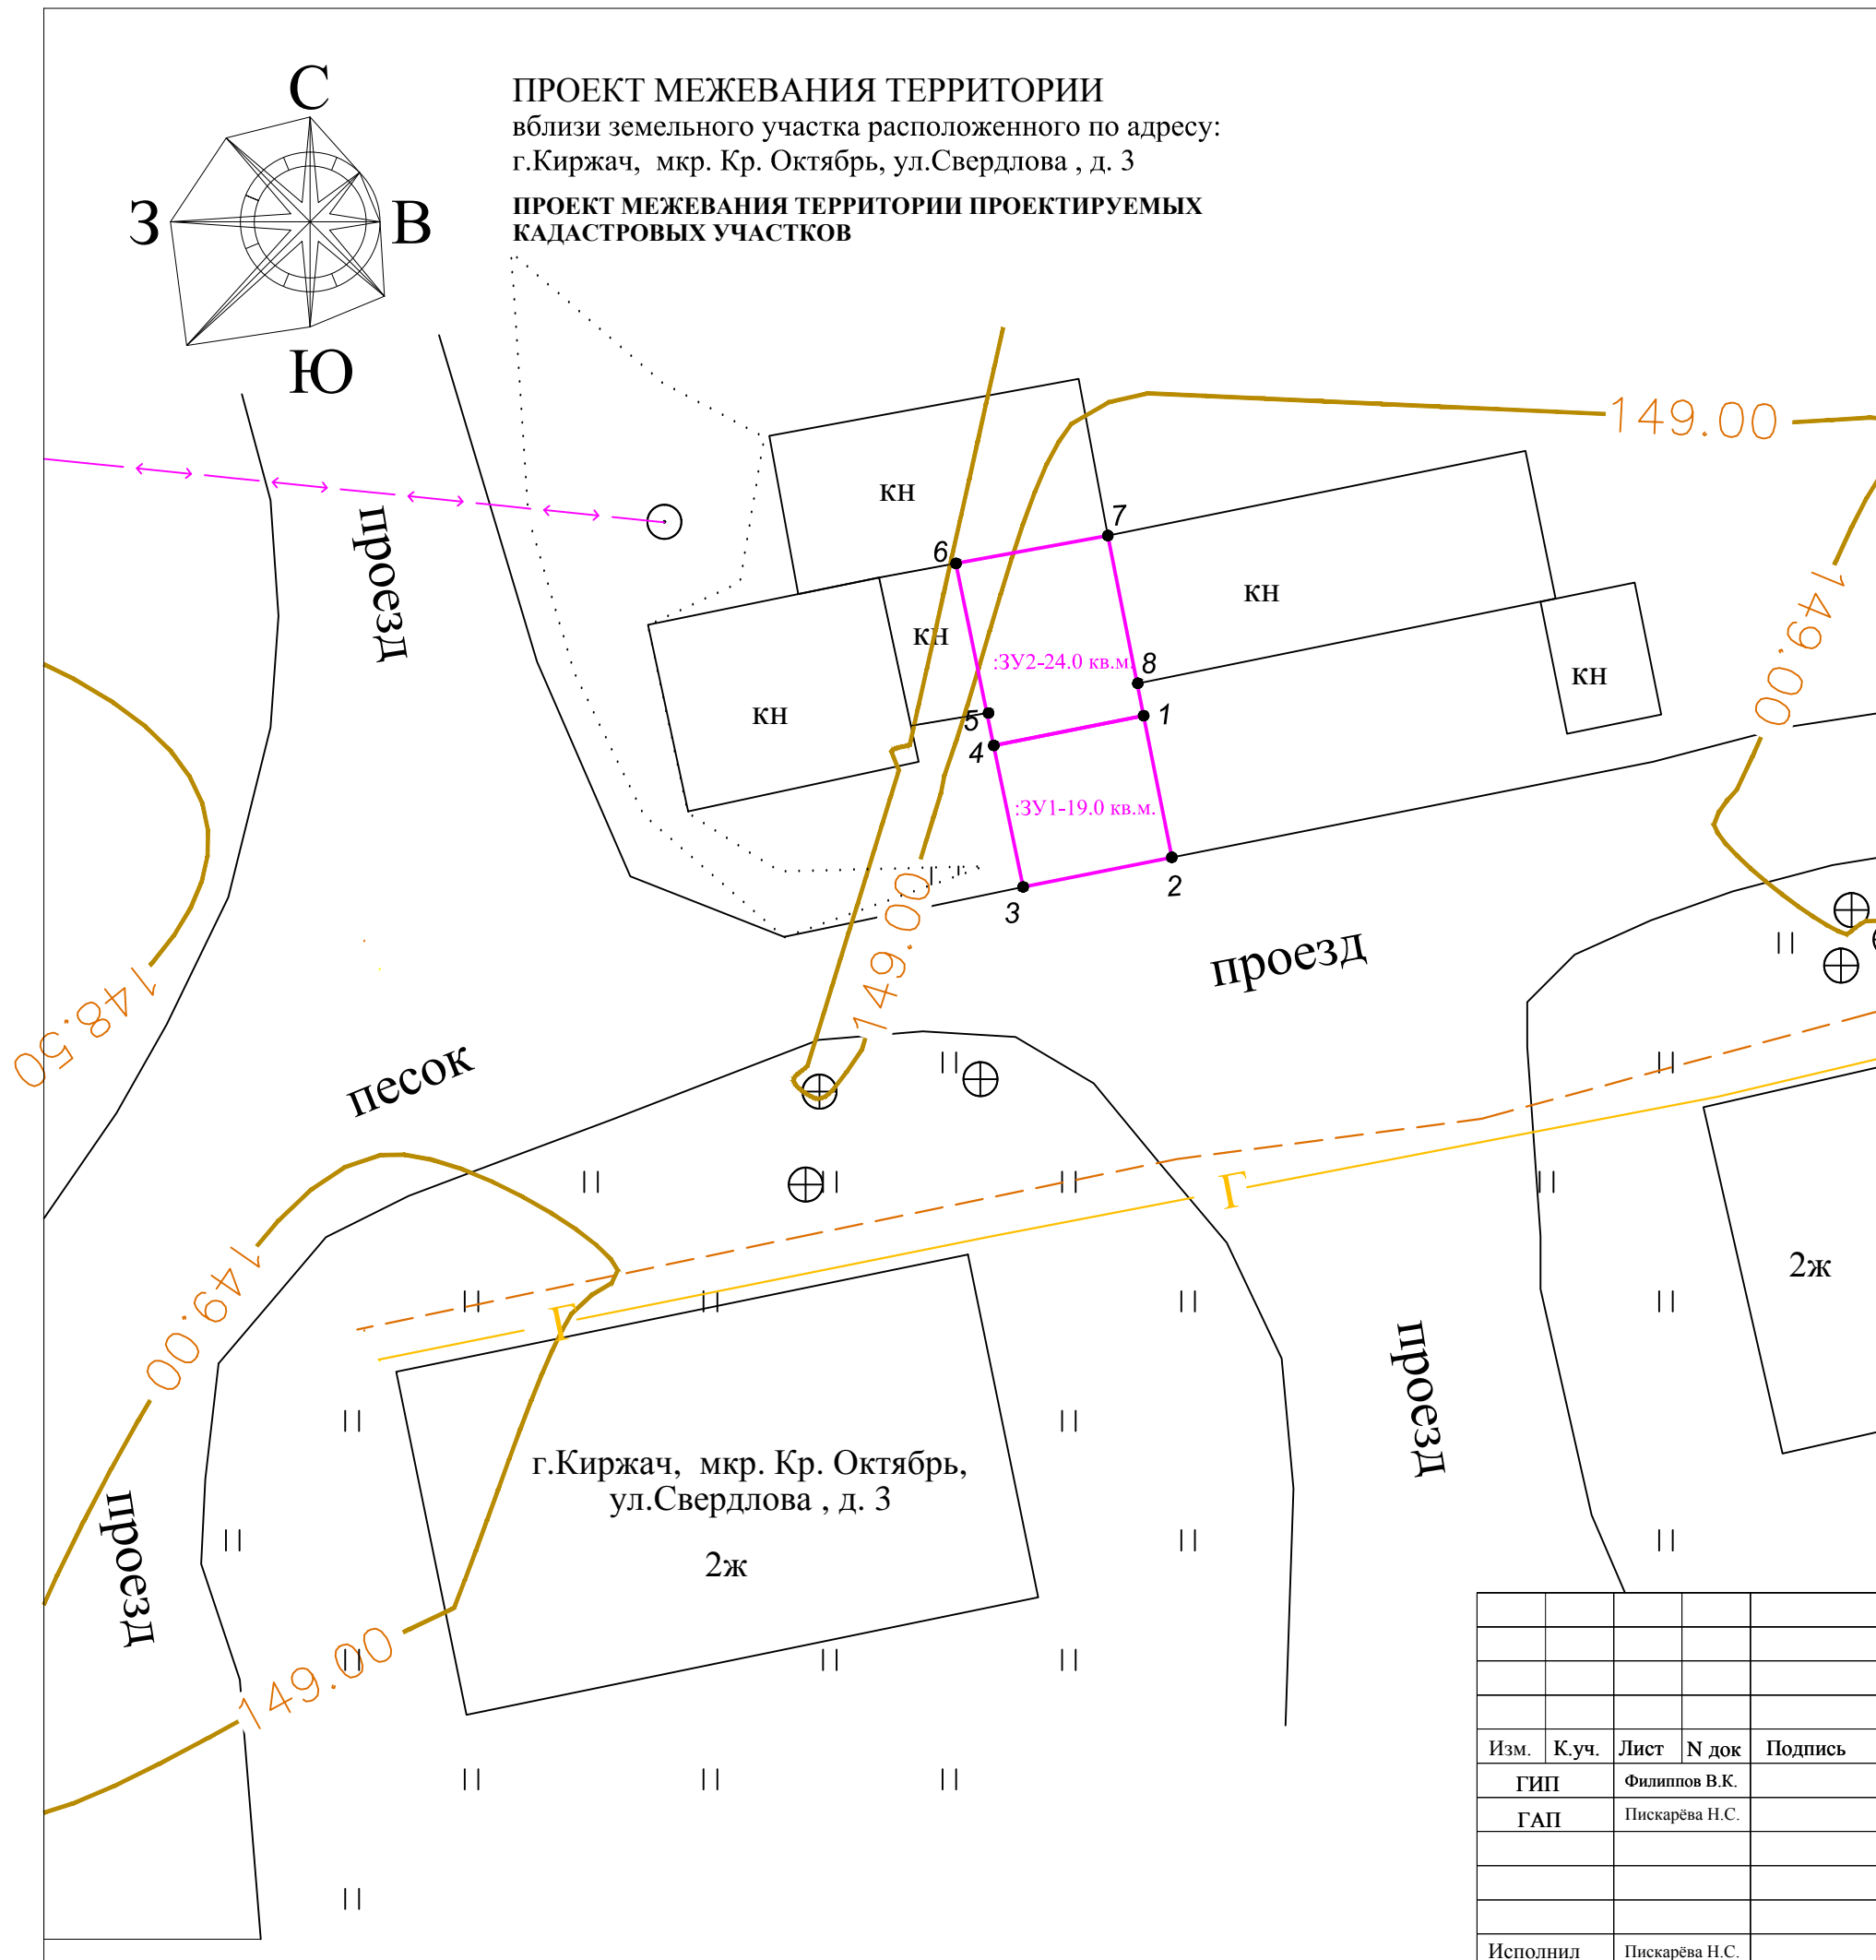 С
З
В
Ю
ПРОЕКТ МЕЖЕВАНИЯ ТЕРРИТОРИИ
вблизи земельного участка расположенного по адресу:
г.Киржач, мкр. Кр. Октябрь, ул.Свердлова , д. 3
ПРОЕКТ МЕЖЕВАНИЯ ТЕРРИТОРИИ ПРОЕКТИРУЕМЫХ
КАДАСТРОВЫХ УЧАСТКОВ
149.00
кн
7
проезд
6
кн
149.00
кн
:ЗУ2-24.0 кв.м.
8
кн
кн
5
1
4
:ЗУ1-19.0 кв.м.
2
3
149.00
проезд
148.50
песок
Г
149.00
Г
2ж
проезд
г.Киржач, мкр. Кр. Октябрь,
ул.Свердлова , д. 3
2ж
проезд
149.00
Изм. К.уч. Лист N док Подпись
ГИП Филиппов В.К.
ГАП Пискарёва Н.С.
Исполнил Пискарёва Н.С.